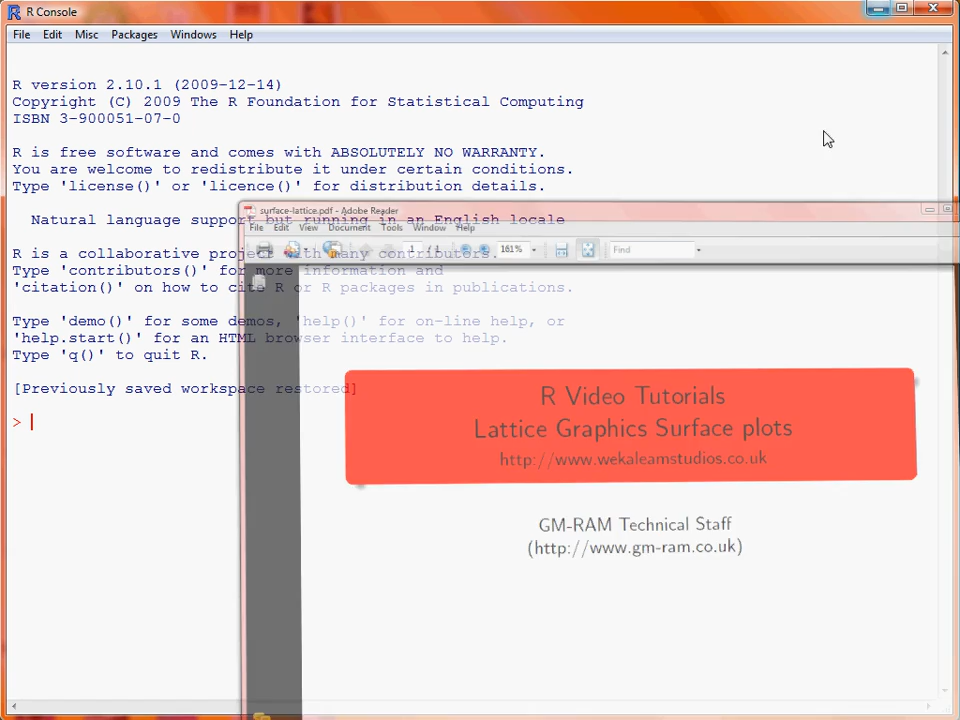 R Console
File Edit Misc Packages Windows Help
R version 2.10.1 (2009-12-14)
Copyright (C) 2009 The R Foundation for Statistical Computing
ISBN 3-900051-07-0
R is free software and comes with ABSOLUTELY NO WARRANTY.
You are welcome to redistribute it under certain conditions.
Type 'license()' or 'licence()' for distribution details.
Natural language support but running in an English locale
R is a collaborative project with many contributors.
Type 'contributors()' for more information and
'citation()' on how to cite R or R packages in publications.
Type 'demo()' for some demos, 'help()' for on-line help, or
'help.start()' for an HTML browser interface to help.
Type 'q()' to quit R.
[Previously saved workspace restored]
>
surface-lattice.pdf - Adobe Reader
File Edit View Document Tools Window Help
1 / 1 161% Find
R Video Tutorials
Lattice Graphics Surface plots
http://www.wekaleamstudios.co.uk
GM-RAM Technical Staff
(http://www.gm-ram.co.uk)